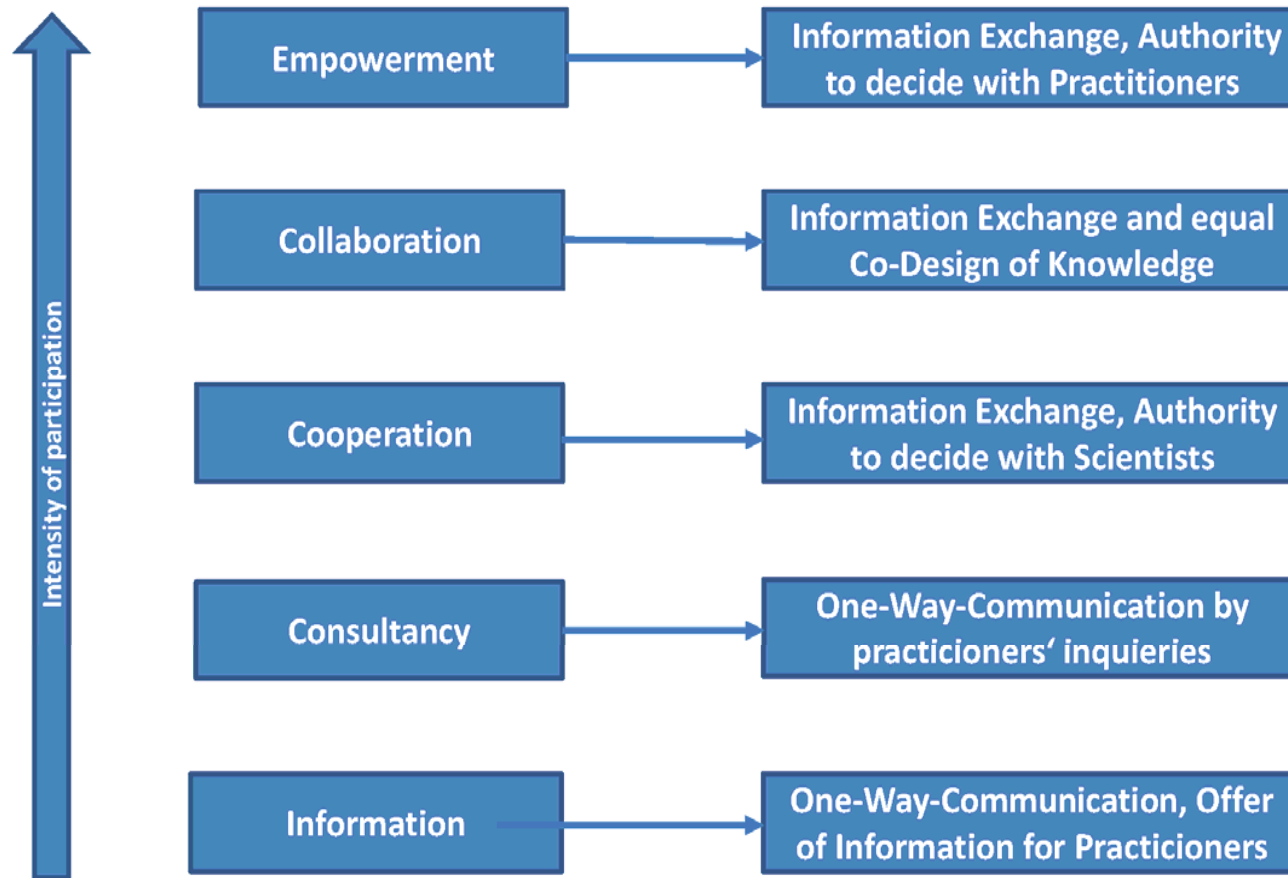 Intensity of participation
Empowerment
Information Exchange, Authority
to decide with Practitioners
Collaboration
Information Exchange and equal
Co-Design of Knowledge
Cooperation
Information Exchange, Authority
to decide with Scientists
Consultancy
One-Way-Communication by
practicioners‘ inquieries
Information
One-Way-Communication, Offer
of Information for Practicioners